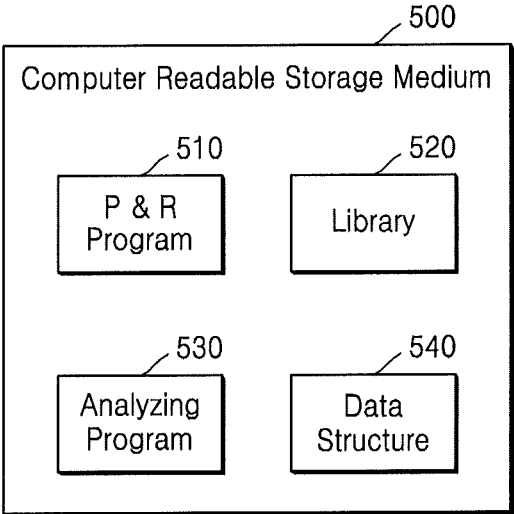 500
Computer Readable Storage Medium
510
P & R
Program
520
Library
530
Analyzing
Program
540
Data
Structure